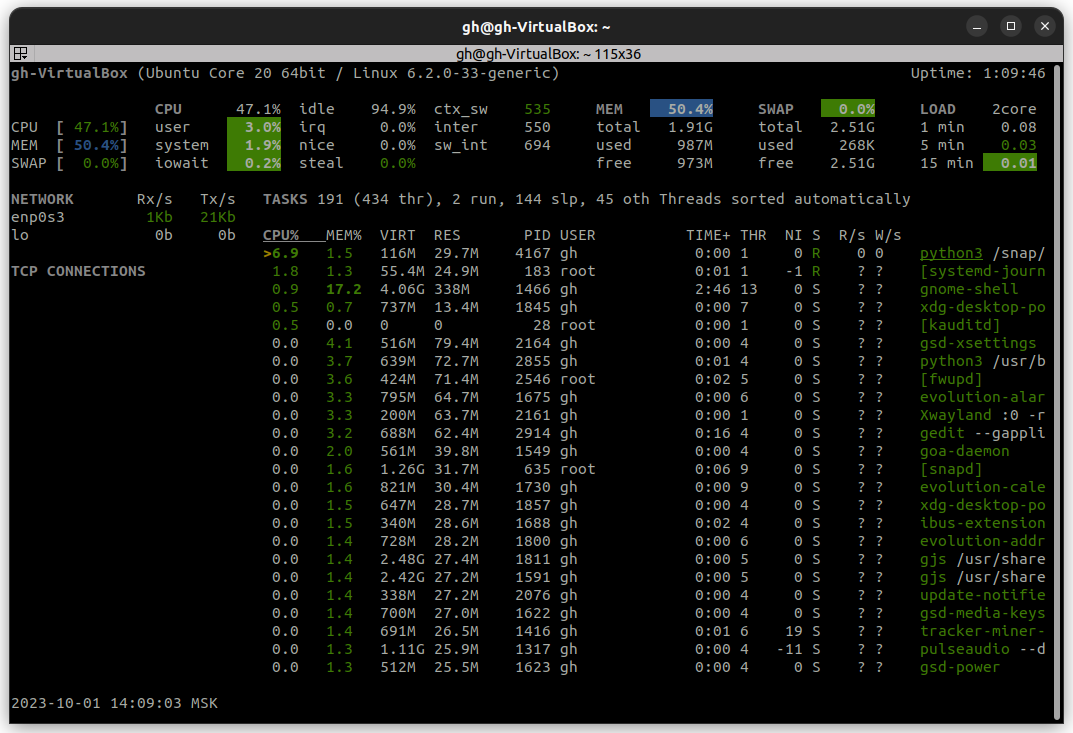 gh@gh-VirtualBox: ~
gh@gh-VirtualBox: ~ 115x36
gh-VirtualBox (Ubuntu Core 20 64bit / Linux 6.2.0-33-generic) Uptime: 1:09:46
CPU 47.1% idle 94.9% ctx_sw 535 MEM 50.4% SWAP 0.0% LOAD 2core
CPU [ 47.1%] user 3.0% irq 0.0% inter 550 total 1.91G total 2.51G 1 min 0.08
MEM [ 50.4%] system 1.9% nice 0.0% sw_int 694 used 987M used 268K 5 min 0.03
SWAP [ 0.0%] iowait 0.2% steal 0.0% free 973M free 2.51G 15 min 0.01
NETWORK Rx/s Tx/s TASKS 191 (434 thr), 2 run, 144 slp, 45 oth Threads sorted automatically
enp0s3 1Kb 21Kb
lo 0b 0b CPU% MEM% VIRT RES PID USER TIME+ THR NI S R/s W/s
>6.9 1.5 116M 29.7M 4167 gh 0:00 1 0 R 0 0 python3 /snap/
TCP CONNECTIONS 1.8 1.3 55.4M 24.9M 183 root 0:01 1 -1 R ? ? [systemd-journ
0.9 17.2 4.06G 338M 1466 gh 2:46 13 0 S ? ? gnome-shell
0.5 0.7 737M 13.4M 1845 gh 0:00 7 0 S ? ? xdg-desktop-po
0.5 0.0 0 0 28 root 0:00 1 0 S ? ? [kauditd]
0.0 4.1 516M 79.4M 2164 gh 0:00 4 0 S ? ? gsd-xsettings
0.0 3.7 639M 72.7M 2855 gh 0:01 4 0 S ? ? python3 /usr/b
0.0 3.6 424M 71.4M 2546 root 0:02 5 0 S ? ? [fwupd]
0.0 3.3 795M 64.7M 1675 gh 0:00 6 0 S ? ? evolution-alar
0.0 3.3 200M 63.7M 2161 gh 0:00 1 0 S ? ? Xwayland :0 -r
0.0 3.2 688M 62.4M 2914 gh 0:16 4 0 S ? ? gedit --gappli
0.0 2.0 561M 39.8M 1549 gh 0:00 4 0 S ? ? goa-daemon
0.0 1.6 1.26G 31.7M 635 root 0:06 9 0 S ? ? [snapd]
0.0 1.6 821M 30.4M 1730 gh 0:00 9 0 S ? ? evolution-cale
0.0 1.5 647M 28.7M 1857 gh 0:00 4 0 S ? ? xdg-desktop-po
0.0 1.5 340M 28.6M 1688 gh 0:02 4 0 S ? ? ibus-extension
0.0 1.4 728M 28.2M 1800 gh 0:00 6 0 S ? ? evolution-addr
0.0 1.4 2.48G 27.4M 1811 gh 0:00 5 0 S ? ? gjs /usr/share
0.0 1.4 2.42G 27.2M 1591 gh 0:00 5 0 S ? ? gjs /usr/share
0.0 1.4 338M 27.2M 2076 gh 0:00 4 0 S ? ? update-notifie
0.0 1.4 700M 27.0M 1622 gh 0:00 4 0 S ? ? gsd-media-keys
0.0 1.4 691M 26.5M 1416 gh 0:01 6 19 S ? ? tracker-miner-
0.0 1.3 1.11G 25.9M 1317 gh 0:00 4 -11 S ? ? pulseaudio --d
0.0 1.3 512M 25.5M 1623 gh 0:00 4 0 S ? ? gsd-power
2023-10-01 14:09:03 MSK